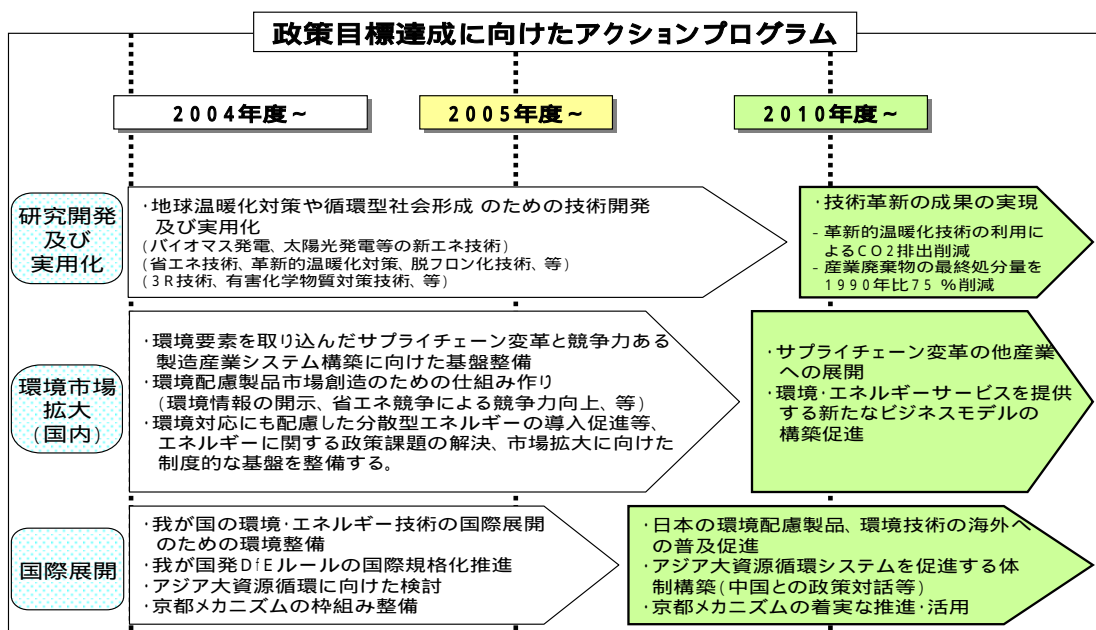 政策目標達成に向けたアクションプログラム
2004年度~
2005年度~
2010年度~
研究開発
及び
実用化
・地球温暖化対策や循環型社会形成 のための技術開発
及び実用化
(バイオマス発電、太陽光発電等の新エネ技術)
(省エネ技術、革新的温暖化対策、脱フロン化技術、等)
(3R技術、有害化学物質対策技術、等)
・技術革新の成果の実現
- 革新的温暖化技術の利用に
よるCO2排出削減
- 産業廃棄物の最終処分量を
1990年比75 %削減
環境市場
拡大
(国内)
・環境要素を取り込んだサプライチェーン変革と競争力ある
製造産業システム構築に向けた基盤整備
・環境配慮製品市場創造のための仕組み作り
(環境情報の開示、省エネ競争による競争力向上、等)
・環境対応にも配慮した分散型エネルギーの導入促進等、
エネルギーに関する政策課題の解決、市場拡大に向けた
制度的な基盤を整備する。
・サプライチェーン変革の他産業
への展開
・環境・エネルギーサービスを提供
する新たなビジネスモデルの
構築促進
国際展開
・我が国の環境・エネルギー技術の国際展開
のための環境整備
・我が国発DfEルールの国際規格化推進
・アジア大資源循環に向けた検討
・京都メカニズムの枠組み整備
・日本の環境配慮製品、環境技術の海外へ
の普及促進
・アジア大資源循環システムを促進する体
制構築(中国との政策対話等)
・京都メカニズムの着実な推進・活用